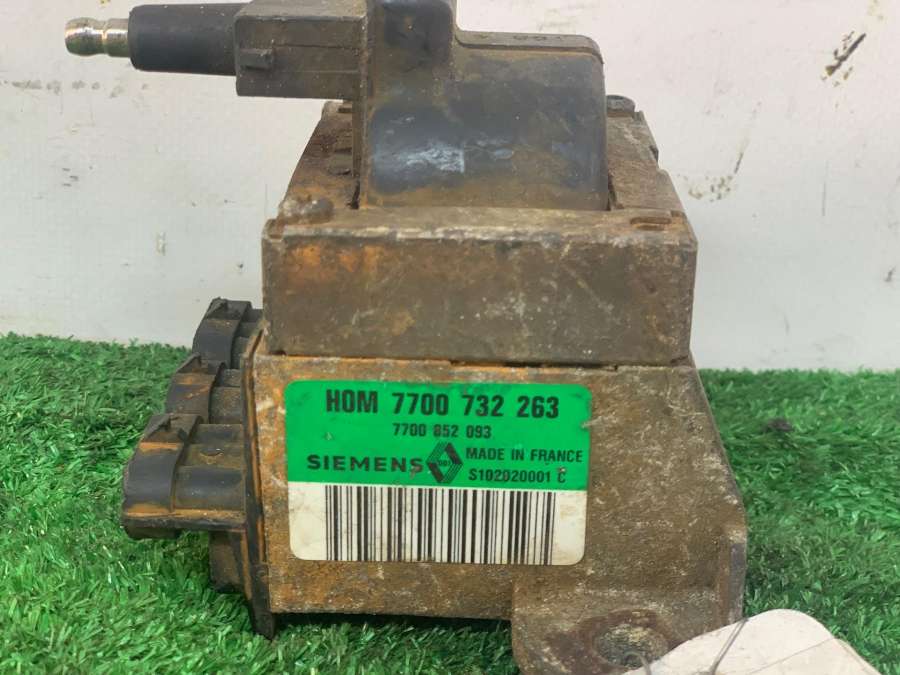 HOM 7700 732 263
7700 852 093
SIEMENS MADE IN FRANCE
S102020001 C